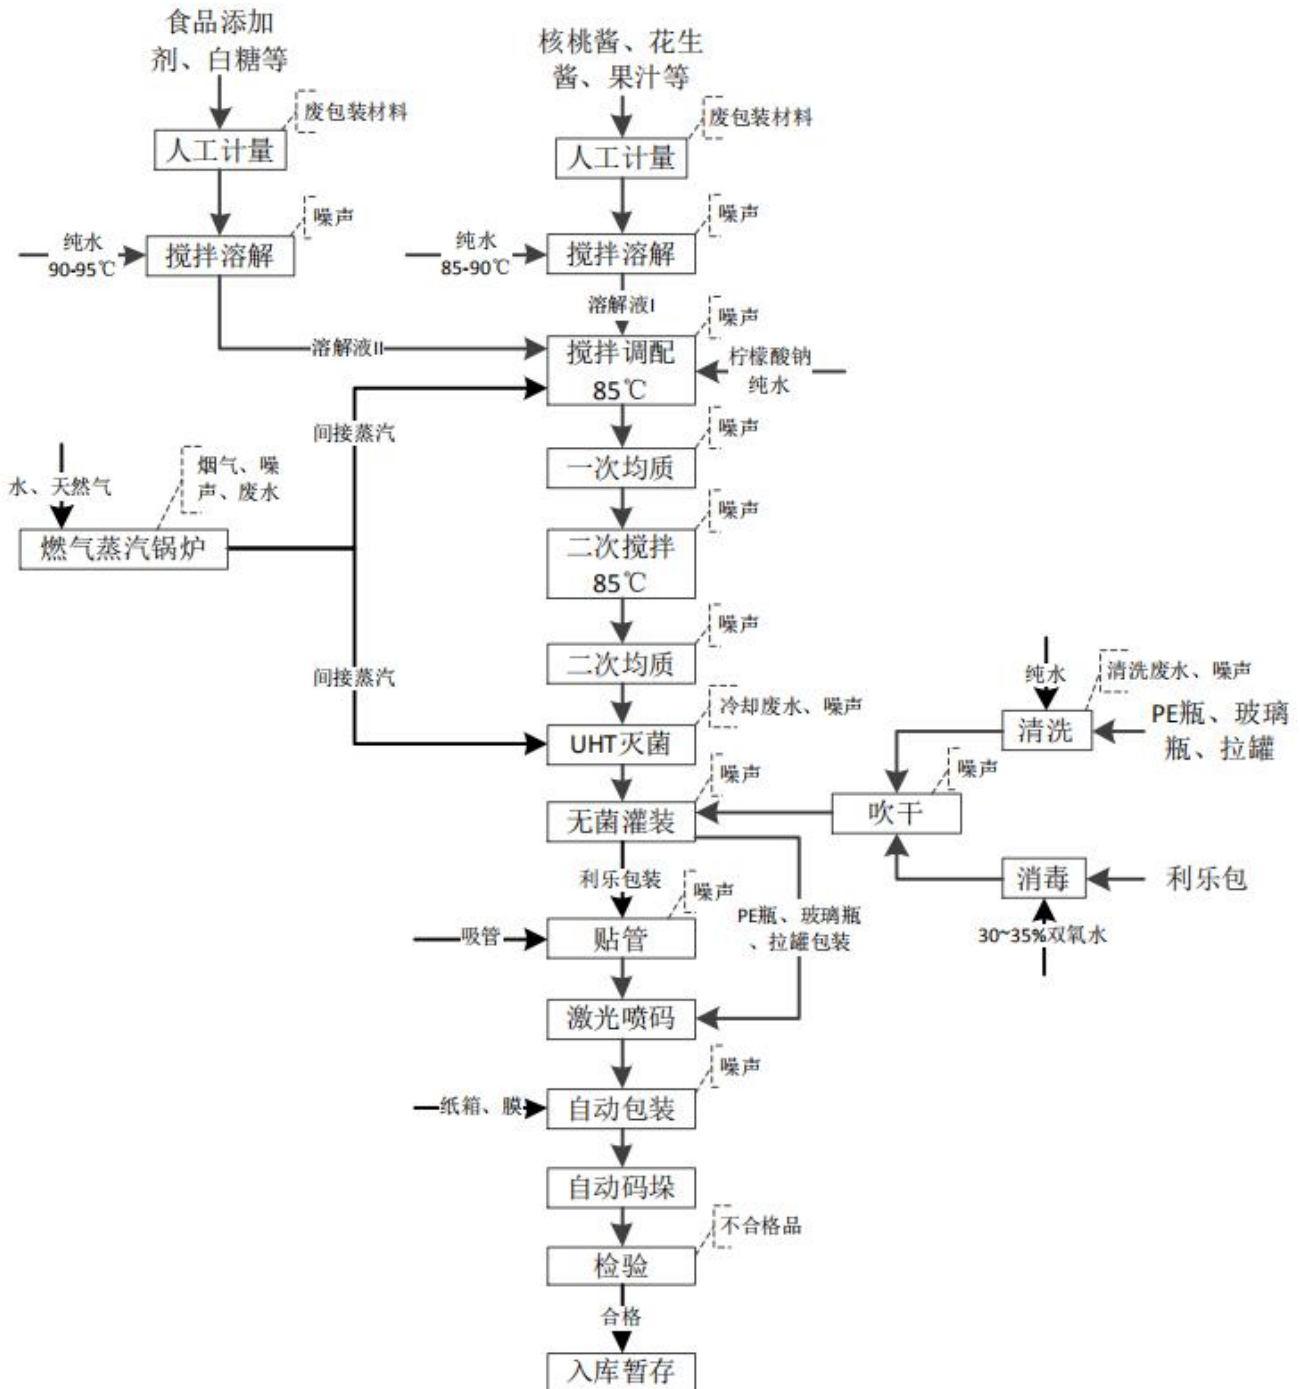 食品添加
剂、白糖等
核桃酱、花生
酱、果汁等
废包装材料
废包装材料
人工计量
人工计量
噪声
噪声
纯水
90-95℃
搅拌溶解
纯水
85-90℃
搅拌溶解
溶解液I
噪声
溶解液II
搅拌调配
85℃
柠檬酸钠
纯水
间接蒸汽
噪声
一次均质
水、天然气
烟气、噪
声、废水
燃气蒸汽锅炉
噪声
二次搅拌
85℃
噪声
二次均质
间接蒸汽
冷却废水、噪声
UHT灭菌
纯水
清洗废水、噪声
清洗
PE瓶、玻璃
瓶、拉罐
噪声
无菌灌装
噪声
吹干
消毒
利乐包
30~35%双氧水
利乐包装
噪声
PE瓶、玻璃瓶
、拉罐包装
吸管
贴管
激光喷码
噪声
纸箱、膜
自动包装
自动码垛
不合格品
检验
合格
入库暂存